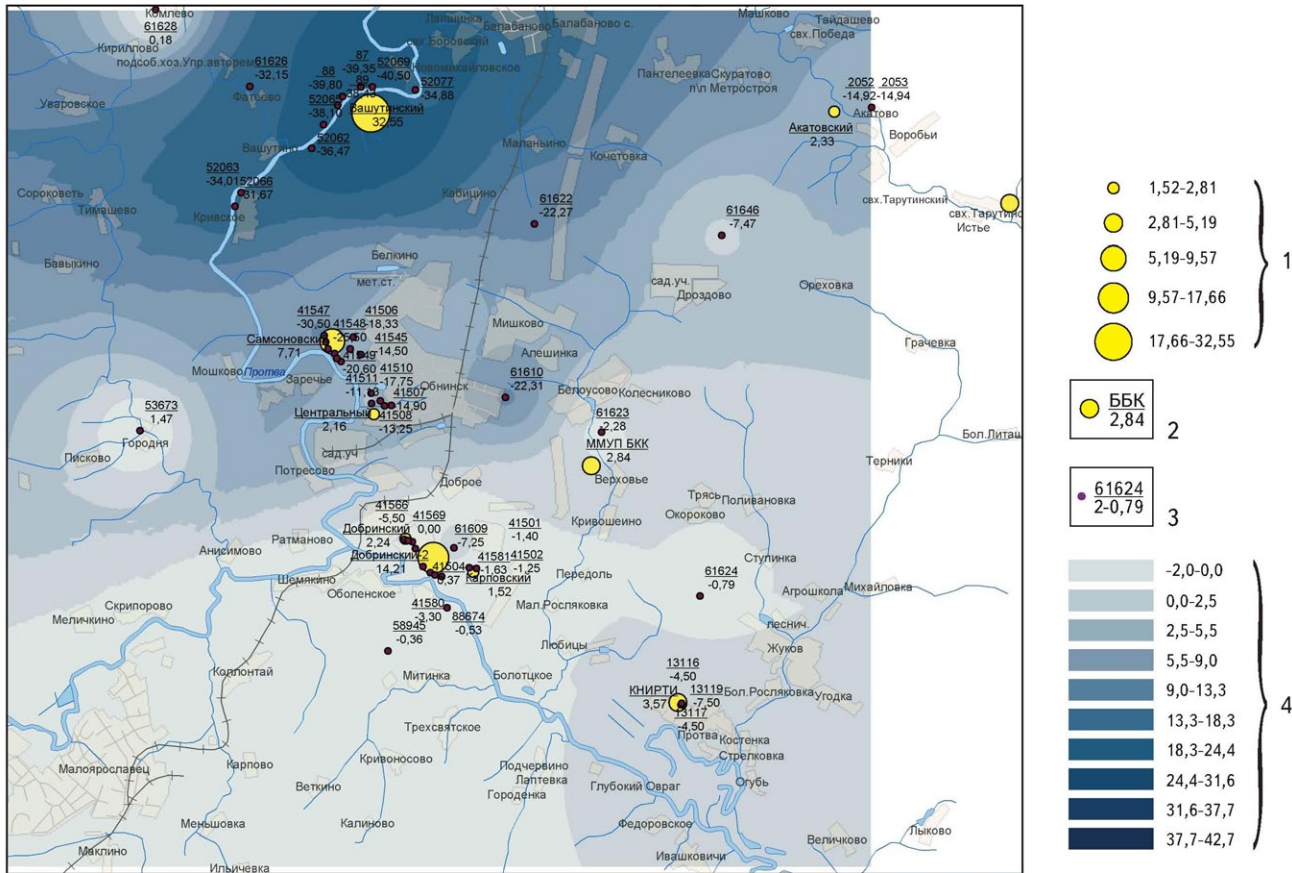 Комлево
61628
0,18
Кириллово
подсоб.хоз.Упр.авторем
61626
-32,15
Фатеево
Уваровское
Лапшинка
Балабаново
Балабаново с.
свх.Боровский
Новомихайловское
87
-39,35
52069
-40,50
88
-39,80
89
52077
-34,88
-38,10
Вашутинский
32,55
52062
-36,47
Вашутино
52063
-34,01
52066
-31,67
Кривское
Сороковеть
Тимашево
Бавыкино
Машково
Тайдашево
свх.Победа
Пантелеевка
Скуратово
п\л Метростроя
2052
-14,92
2053
-14,94
Акатово
Акатовский
2,33
Воробьи
Маланьино
Кочетовка
Кабицино
61622
-22,27
61646
-7,47
свх.Тарутинский
свх.Тарутинс
Истье
Белкино
мет.ст.
сад.уч.
Дроздово
Ореховка
41547
-30,50
41548
41506
-18,33
Самсоновский
7,71
41545
-14,50
-20,60
41510
-17,75
41511
41507
-14,90
41508
-13,25
Мошково
Протва
Заречье
Обнинск
Центральный
2,16
Мишково
Алешинка
61610
-22,31
Белоусово
Колесниково
Грачевка
53673
1,47
Городня
Писково
сад.уч
Потресово
Доброе
61623
-2,28
ММУП БКК
2,84
Верховье
Кривошеино
Трясь
Окороково
Поливановка
Терники
Бол.Литаш
41566
-5,50
41569
0,00
61609
-7,25
41501
-1,40
Добринский
2,24
Добринский-2
14,21
41581
-1,63
41502
-1,25
41504
0,37
Карповский
1,52
Анисимово
Ратманово
Шемякино
Оболенское
41580
-3,30
88674
-0,53
58945
-0,36
Передоль
Мал.Росляковка
61624
-0,79
Ступинка
Агрошкола
Михайловка
леснич.
Жуков
Скрипорово
Меличкино
Коллонтай
Митинка
Болотцкое
Любицы
13116
-4,50
КНИРТИ
3,57
13119
-7,50
13117
-4,50
Бол.Росляковка
Угодка
Протва
Костенка
Стрелковка
Огубь
Трехсвятское
Кривоносово
Малоярославец
Карпово
Веткино
Подчервино
Лаптевка
Городенка
Глубокий Овраг
Меньшовка
Калиново
Федоровское
Величково
Лыково
Маклино
Ильичевка
Ивашковичи
1,52-2,81
2,81-5,19
5,19-9,57
9,57-17,66
17,66-32,55
1
ББК
2,84
2
61624
2-0,79
3
-2,0-0,0
0,0-2,5
2,5-5,5
5,5-9,0
9,0-13,3
13,3-18,3
18,3-24,4
24,4-31,6
31,6-37,7
37,7-42,7
4